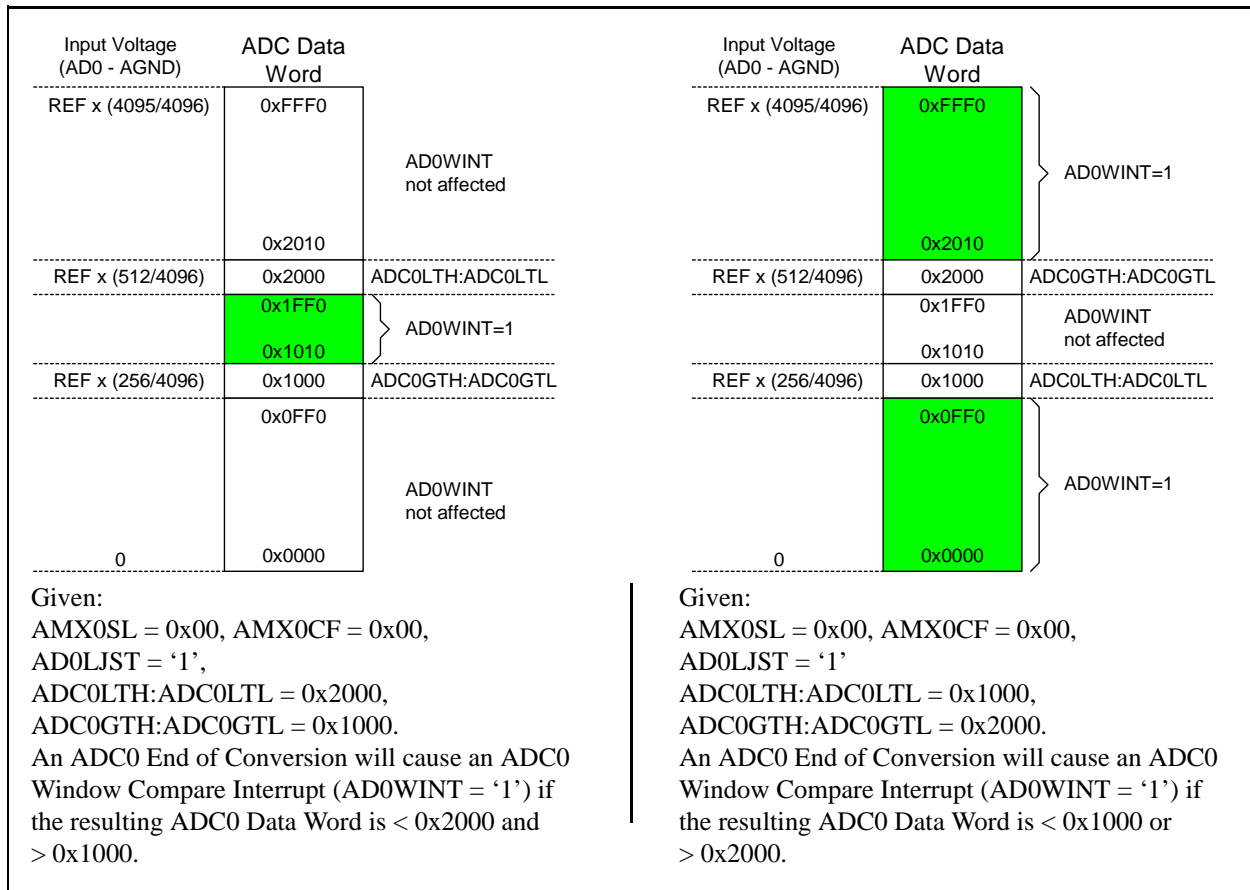 Input Voltage
(AD0 - AGND)
ADC Data
Word
REF x (4095/4096)
0xFFF0
AD0WINT
not affected
0x2010
REF x (512/4096)
0x2000
ADC0LTH:ADC0LTL
0x1FF0
AD0WINT=1
0x1010
REF x (256/4096)
0x1000
ADC0GTH:ADC0GTL
0x0FF0
AD0WINT
not affected
0
0x0000
Given:
AMX0SL = 0x00, AMX0CF = 0x00,
AD0LJST = ‘1’,
ADC0LTH:ADC0LTL = 0x2000,
ADC0GTH:ADC0GTL = 0x1000.
An ADC0 End of Conversion will cause an ADC0
Window Compare Interrupt (AD0WINT = ‘1’) if
the resulting ADC0 Data Word is < 0x2000 and
> 0x1000.
Input Voltage
(AD0 - AGND)
ADC Data
Word
REF x (4095/4096)
0xFFF0
AD0WINT=1
0x2010
REF x (512/4096)
0x2000
ADC0GTH:ADC0GTL
0x1FF0
AD0WINT
not affected
0x1010
REF x (256/4096)
0x1000
ADC0LTH:ADC0LTL
0x0FF0
AD0WINT=1
0
0x0000
Given:
AMX0SL = 0x00, AMX0CF = 0x00,
AD0LJST = ‘1’
ADC0LTH:ADC0LTL = 0x1000,
ADC0GTH:ADC0GTL = 0x2000.
An ADC0 End of Conversion will cause an ADC0
Window Compare Interrupt (AD0WINT = ‘1’) if
the resulting ADC0 Data Word is < 0x1000 or
> 0x2000.